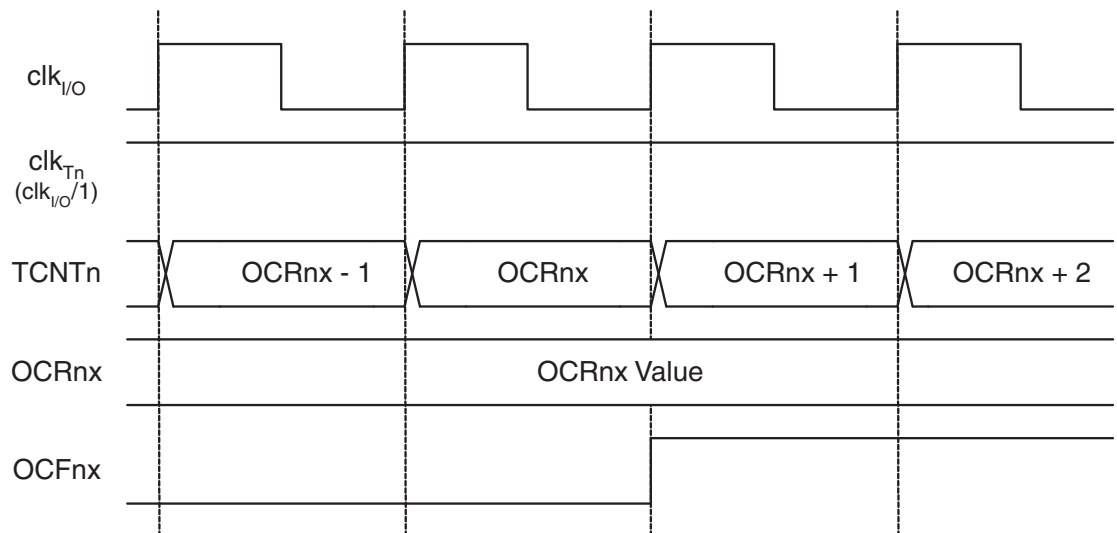 clkI/O
clkTn
(clkI/O/1)
TCNTn OCRnx - 1 OCRnx OCRnx + 1 OCRnx + 2
OCRnx OCRnx Value
OCFnx